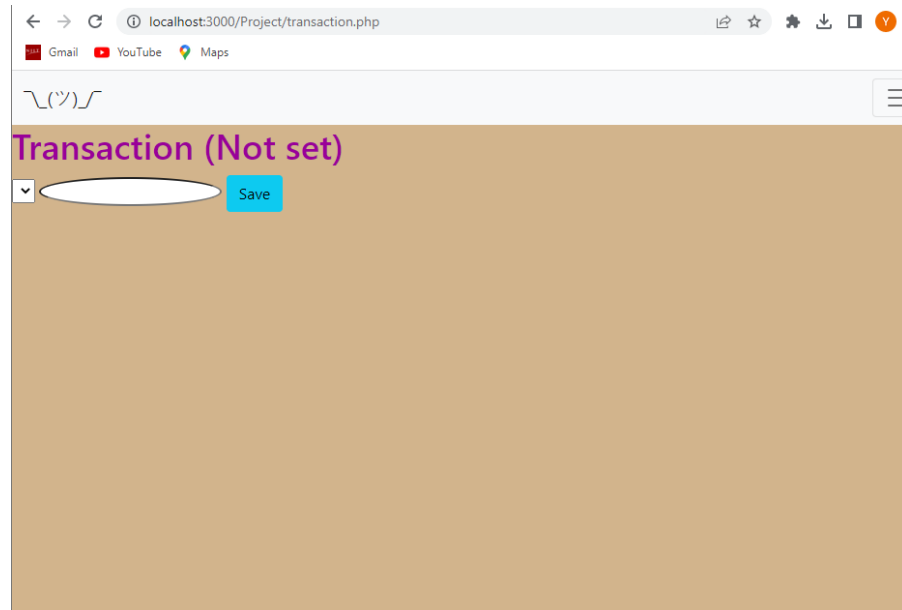 localhost:3000/Project/transaction.php
Y
Gmail YouTube Maps
¯\_(ツ)_/¯
Transaction (Not set)
Save